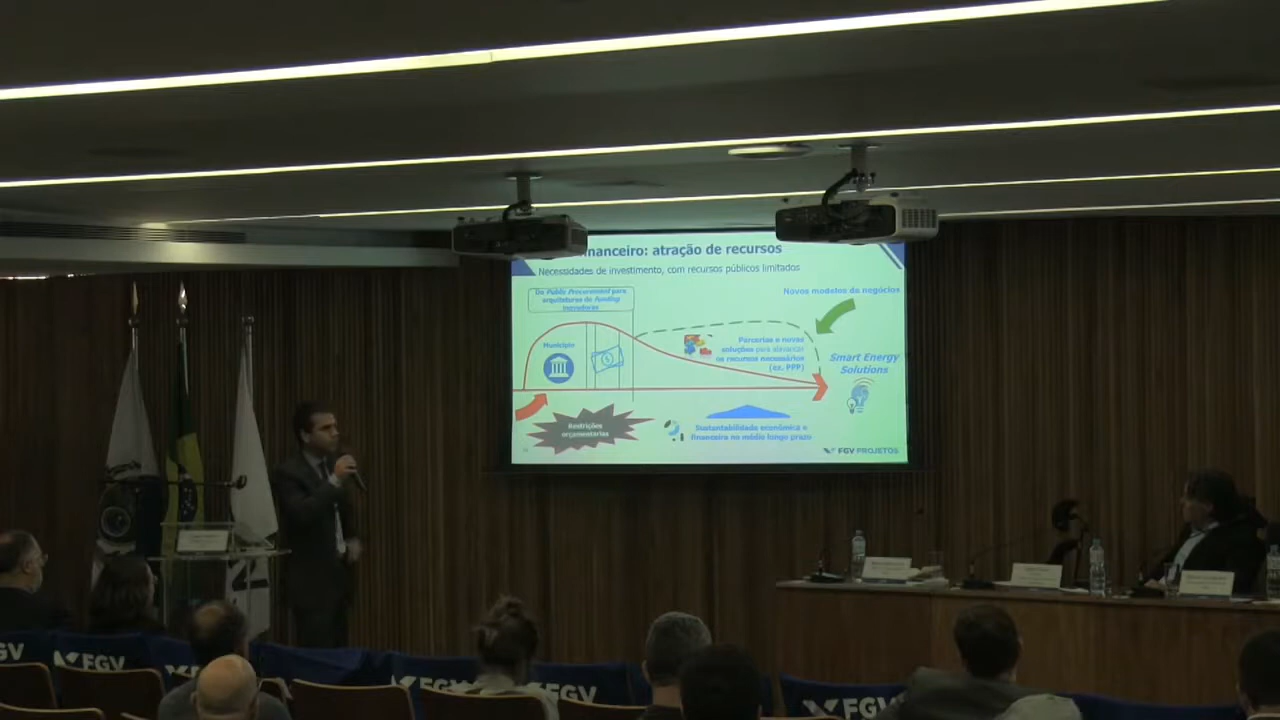 nanceiro: atração de recursos
Necessidades de investimento, com recursos públicos limitados
Do Public Procurement para
arquiteturas de Funding
inovadoras
Novos modelos de negócios
Município
Parcerias e novas
soluções para alavancar
os recursos necessários
(ex. PPP)
Smart Energy
Solutions
Restrições
orçamentárias
Sustentabilidade econômica e
financeira no médio longo prazo
FGV PROJETOS
GV
FGV
FGV
FGV
FGV